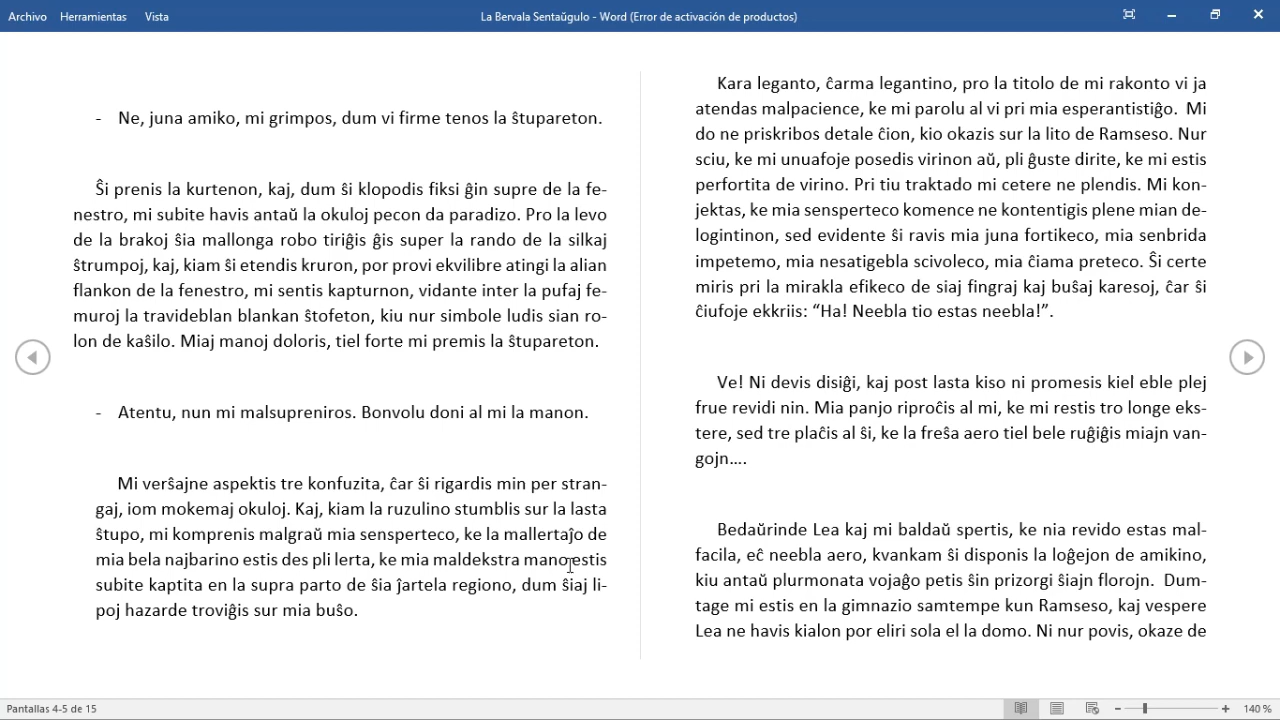 Archivo Herramientas Vista
La Bervala Sentaŭgulo - Word (Error de activación de productos)
- Ne, juna amiko, mi grimpos, dum vi firme tenos la ŝtupareton.
Ŝi prenis la kurtenon, kaj, dum ŝi klopodis fiksi ĝin supre de la fe-
nestro, mi subite havis antaŭ la okuloj pecon da paradizo. Pro la levo
de la brakoj ŝia mallonga robo tiriĝis ĝis super la rando de la silkaj
ŝtrumpoj, kaj, kiam ŝi etendis kruron, por provi ekvilibre atingi la alian
flankon de la fenestro, mi sentis kapturnon, vidante inter la pufaj fe-
muroj la travideblan blankan ŝtofeton, kiu nur simbole ludis sian ro-
lon de kaŝilo. Miaj manoj doloris, tiel forte mi premis la ŝtupareton.
- Atentu, nun mi malsupreniros. Bonvolu doni al mi la manon.
Mi verŝajne aspektis tre konfuzita, ĉar ŝi rigardis min per stran-
gaj, iom mokemaj okuloj. Kaj, kiam la ruzulino stumblis sur la lasta
ŝtupo, mi komprenis malgraŭ mia sensperteco, ke la mallertaĵo de
mia bela najbarino estis des pli lerta, ke mia maldekstra mano estis
subite kaptita en la supra parto de ŝia ĵartela regiono, dum ŝiaj li-
poj hazarde troviĝis sur mia buŝo.
Kara leganto, ĉarma legantino, pro la titolo de mi rakonto vi ja
atendas malpacience, ke mi parolu al vi pri mia esperantistiĝo. Mi
do ne priskribos detale ĉion, kio okazis sur la lito de Ramseso. Nur
sciu, ke mi unuafoje posedis virinon aŭ, pli ĝuste dirite, ke mi estis
perfortita de virino. Pri tiu traktado mi cetere ne plendis. Mi kon-
jektas, ke mia sensperteco komence ne kontentigis plene mian de-
logintinon, sed evidente ŝi ravis mia juna fortikeco, mia senbrida
impetemo, mia nesatigebla scivoleco, mia ĉiama preteco. Ŝi certe
miris pri la mirakla efikeco de siaj fingraj kaj buŝaj karesoj, ĉar ŝi
ĉiufoje ekkriis: “Ha! Neebla tio estas neebla!”.
Ve! Ni devis disiĝi, kaj post lasta kiso ni promesis kiel eble plej
frue revidi nin. Mia panjo riproĉis al mi, ke mi restis tro longe eks-
tere, sed tre plaĉis al ŝi, ke la freŝa aero tiel bele ruĝiĝis miajn van-
gojn….
Bedaŭrinde Lea kaj mi baldaŭ spertis, ke nia revido estas mal-
facila, eĉ neebla aero, kvankam ŝi disponis la loĝejon de amikino,
kiu antaŭ plurmonata vojaĝo petis ŝin prizorgi ŝiajn florojn. Dum-
tage mi estis en la gimnazio samtempe kun Ramseso, kaj vespere
Lea ne havis kialon por eliri sola el la domo. Ni nur povis, okaze de
Pantallas 4-5 de 15
140 %